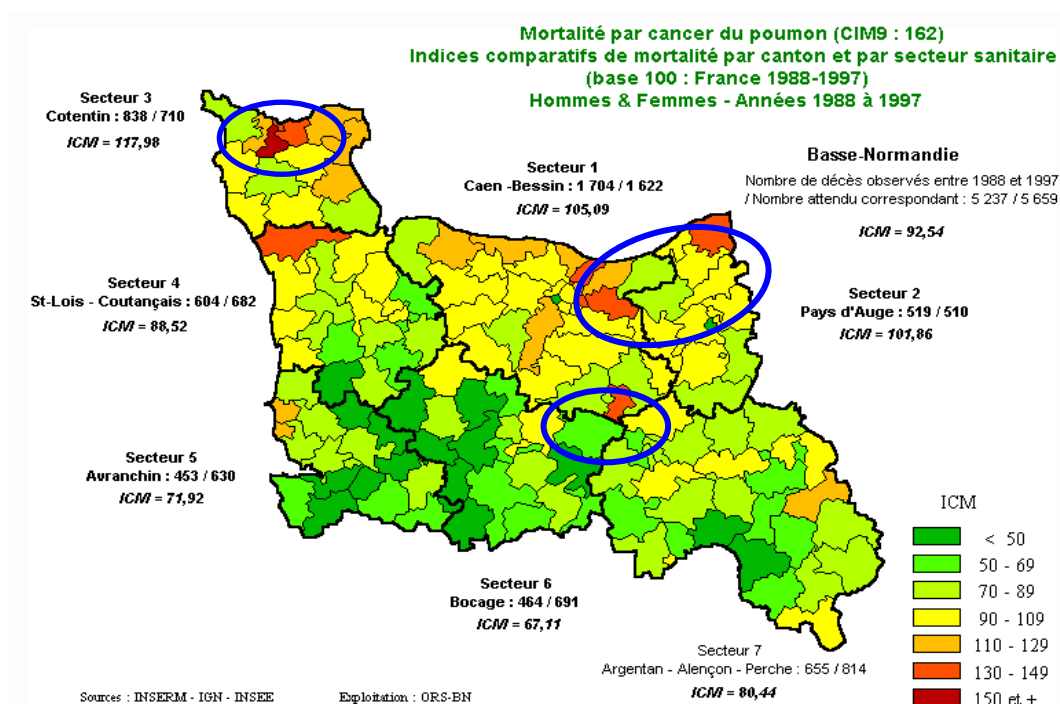 Mortalité par cancer du poumon (CIM9 : 162)
Indices comparatifs de mortalité par canton et par secteur sanitaire
(base 100 : France 1988-1997)
Hommes & Femmes - Années 1988 à 1997
Secteur 3
Cotentin : 838 / 710
ICM = 117,98
Secteur 1
Caen -Bessin : 1 704 / 1 622
ICM = 105,09
Basse-Normandie
Nombre de décès observés entre 1988 et 1997
/ Nombre attendu correspondant : 5 237 / 5 659
ICM = 92,54
Secteur 4
St-Lois - Coutançais : 604 / 682
ICM = 88,52
Secteur 2
Pays d'Auge : 519 / 510
ICM = 101,86
Secteur 5
Avranchin : 453 / 630
ICM = 71,92
Secteur 6
Bocage : 464 / 691
ICM = 67,11
Secteur 7
Argentan - Alençon - Perche : 655 / 814
ICM = 80,44
ICM
< 50
50 - 69
70 - 89
90 - 109
110 - 129
130 - 149
150 et +
Sources : INSERM - IGN - INSEE
Exploitation : ORS-BN